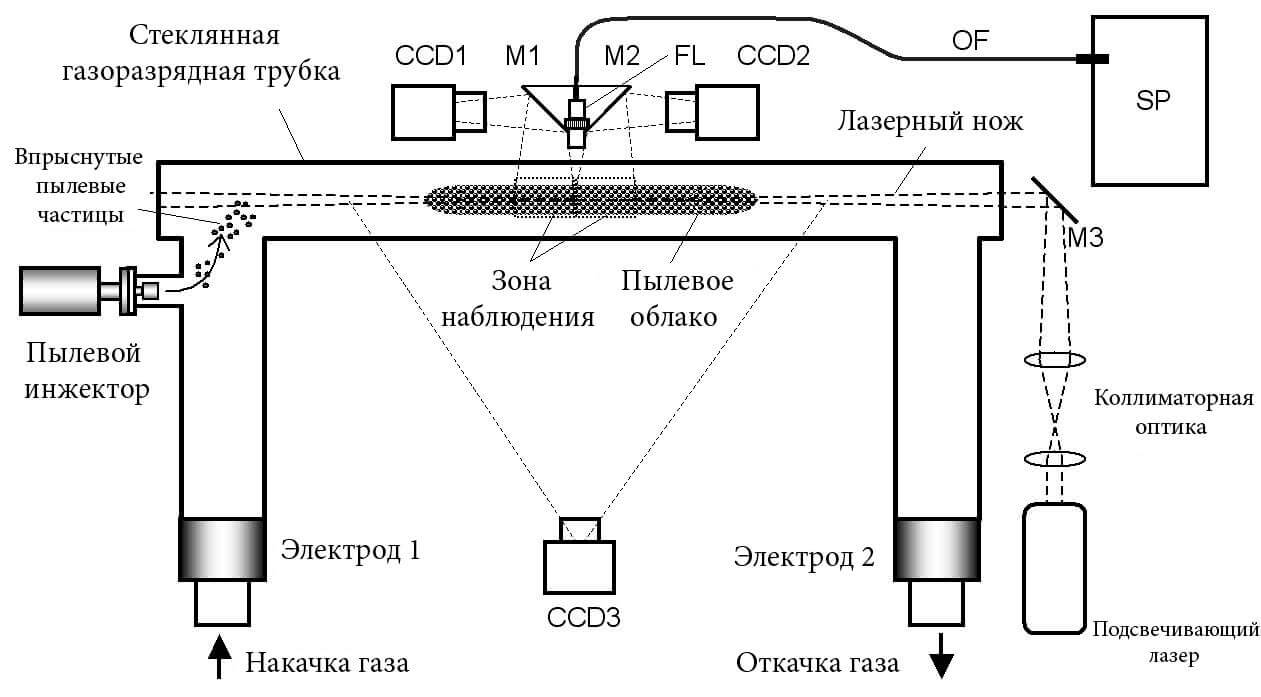 Стеклянная
газоразрядная трубка
CCD1
M1
M2
FL
CCD2
OF
SP
Впрыснутые
пылевые
частицы
Лазерный нож
M3
Зона
наблюдения
Пылевое
облако
Пылевой
инжектор
Коллиматорная
оптика
Электрод 1
Электрод 2
CCD3
Накачка газа
Откачка газа
Подсвечивающий
лазер